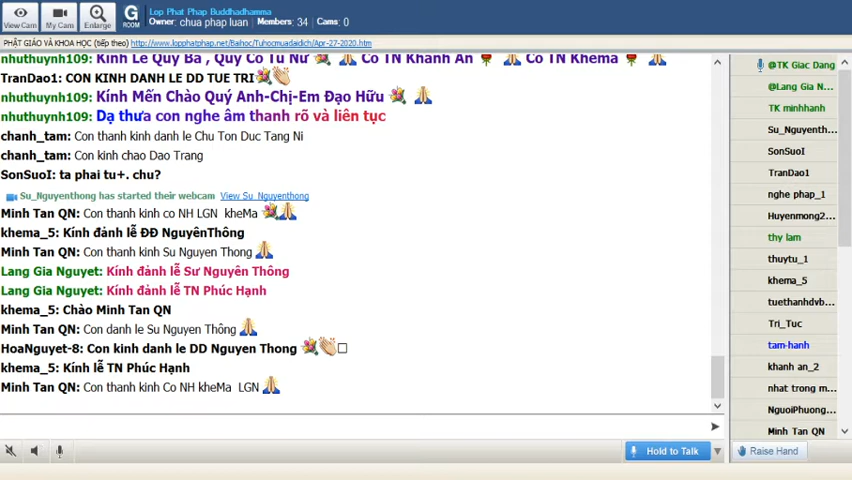 View Cam
My Cam
Enlarge
G
ROOM
Lop Phat Phap Buddhadhamma
Owner: chua phap luan Members: 34 Cams: 0
PHẬT GIÁO VÀ KHOA HỌC (tiếp theo) http://www.lopphatphap.net/Baihoc/Tuhocmuadaidich/Apr-27-2020.htm
nhuthuynh109: Kính Lễ Quý Bà , Quý Cô Tu Nữ 💐 🙏 Cô TN Khánh An 🌹 🙏 Cô TN Khema 🌹 🙏
TranDao1: CON KINH DANH LE DD TUE TRI💐👏
nhuthuynh109: Kính Mến Chào Quý Anh-Chị-Em Đạo Hữu 💐 🙏
nhuthuynh109: Dạ thưa con nghe âm thanh rõ và liên tục
chanh_tam: Con thanh kinh danh le Chu Ton Duc Tang Ni
chanh_tam: Con kinh chao Dao Trang
SonSuoI: ta phai tu+. chu?
Su_Nguyenthong has started their webcam View Su_Nguyenthong
Minh Tan QN: Con thanh kinh co NH LGN kheMa 💐🙏
khema_5: Kính đảnh lễ ĐĐ NguyênThông
Minh Tan QN: Con thanh kinh Su Nguyen Thong 🙏
Lang Gia Nguyet: Kính đảnh lễ Sư Nguyên Thông
Lang Gia Nguyet: Kính đảnh lễ TN Phúc Hạnh
khema_5: Chào Minh Tan QN
Minh Tan QN: Con danh le Su Nguyen Thông 🙏
HoaNguyet-8: Con kinh danh le DD Nguyen Thong 💐👏□
khema_5: Kính lễ TN Phúc Hạnh
Minh Tan QN: Con thanh kinh Co NH kheMa LGN 🙏
Hold to Talk
@TK Giac Dang
@Lang Gia N...
TK minhhanh
Su_Nguyenth...
SonSuoI
TranDao1
nghe phap_1
Huyenmong2...
thy lam
thuytu_1
khema_5
tuethanhdvb...
Tri_Tuc
tam-hanh
khanh an_2
nhat trong m...
NguoiPhuong...
Minh Tan QN
Raise Hand